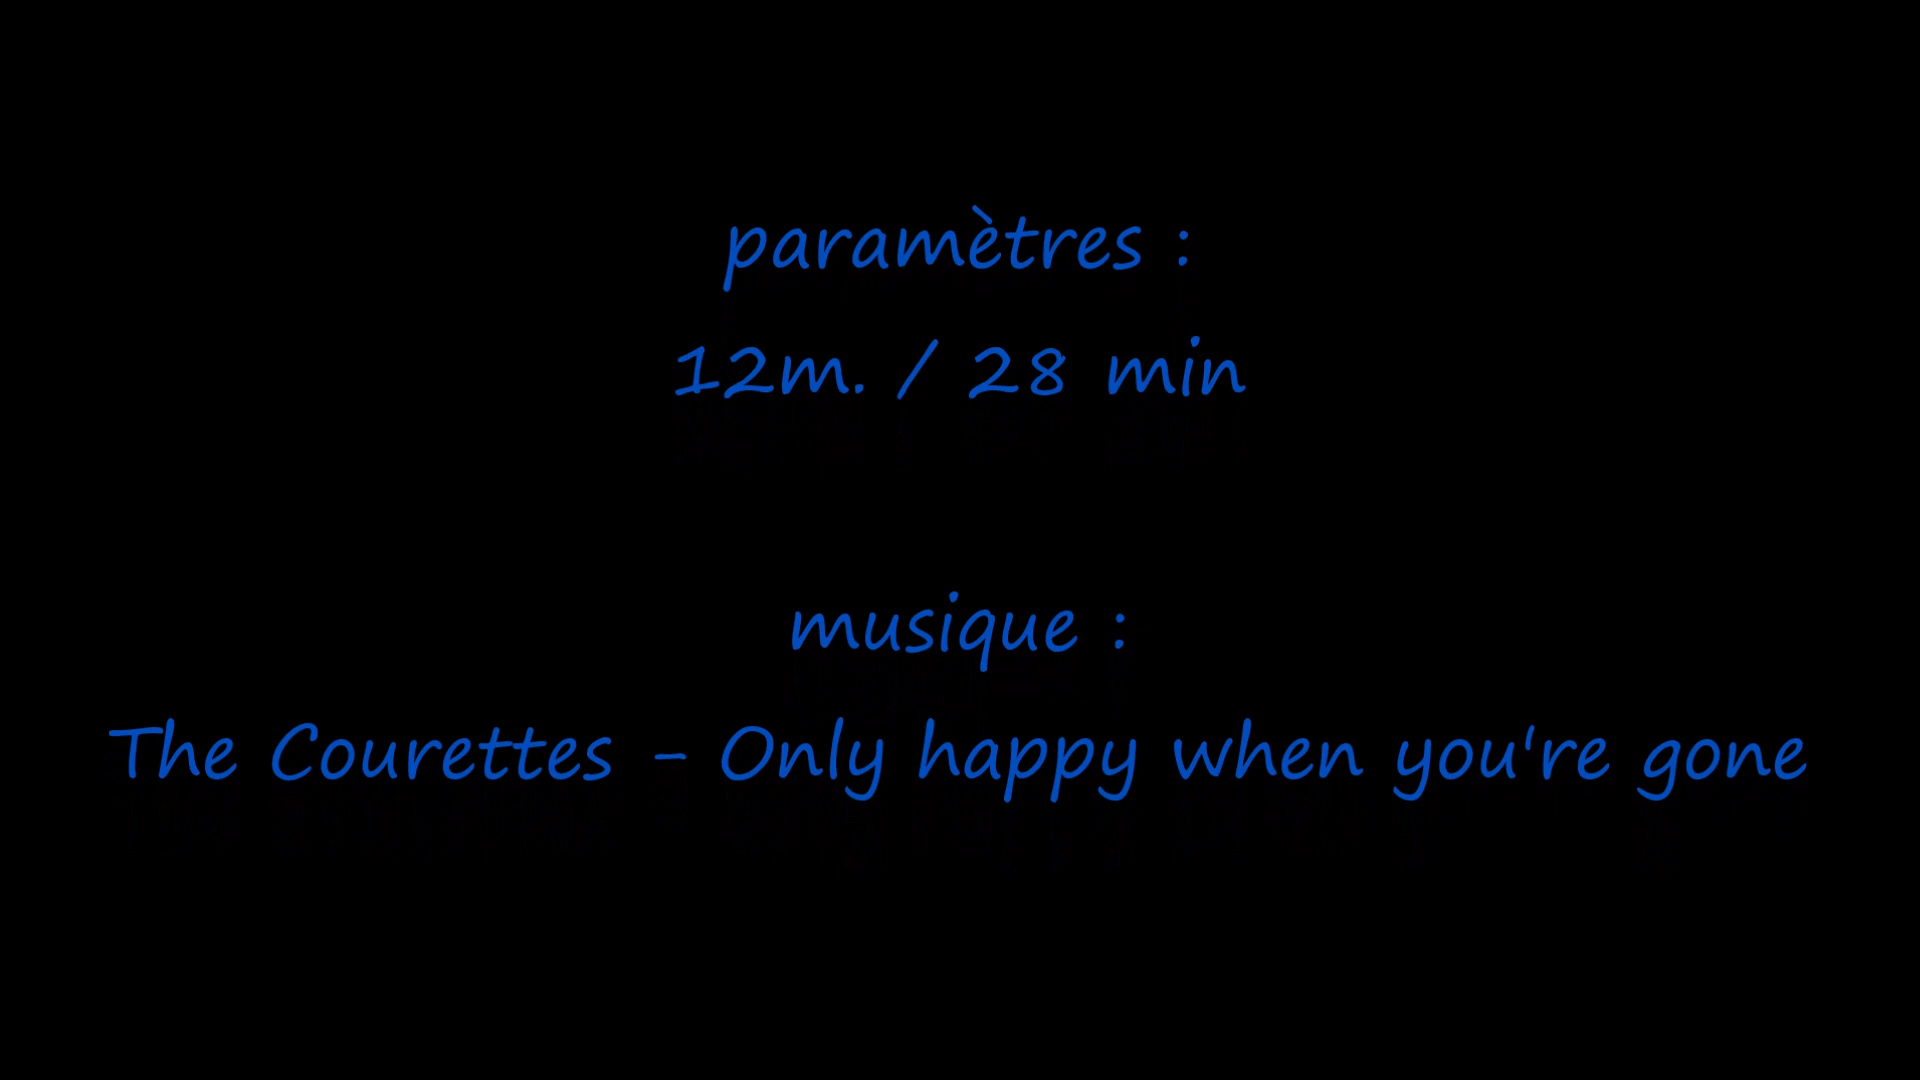 paramètres :
12m. / 28 min
musique :
The Courettes - Only happy when you're gone